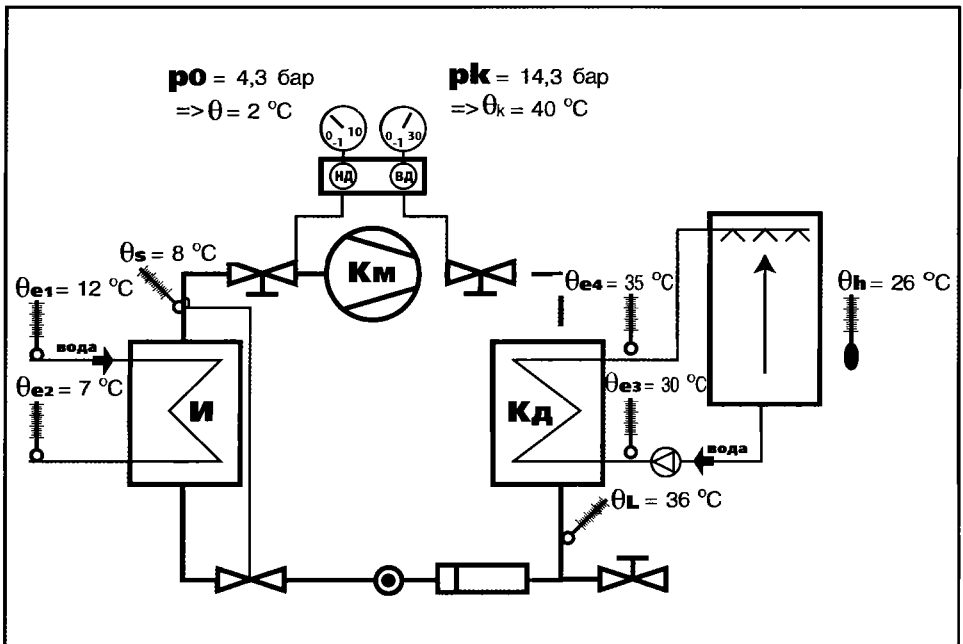 p0 = 4,3 бар
=> θ = 2 °C
pk = 14,3 бар
=> θk = 40 °C
0 -1 10
0 -1 30
НД
ВД
θs = 8 °C
Км
θe1 = 12 °C
θe4 = 35 °C
θh = 26 °C
вода
θe2 = 7 °C
И
Кд
θe3 = 30 °C
вода
θL = 36 °C